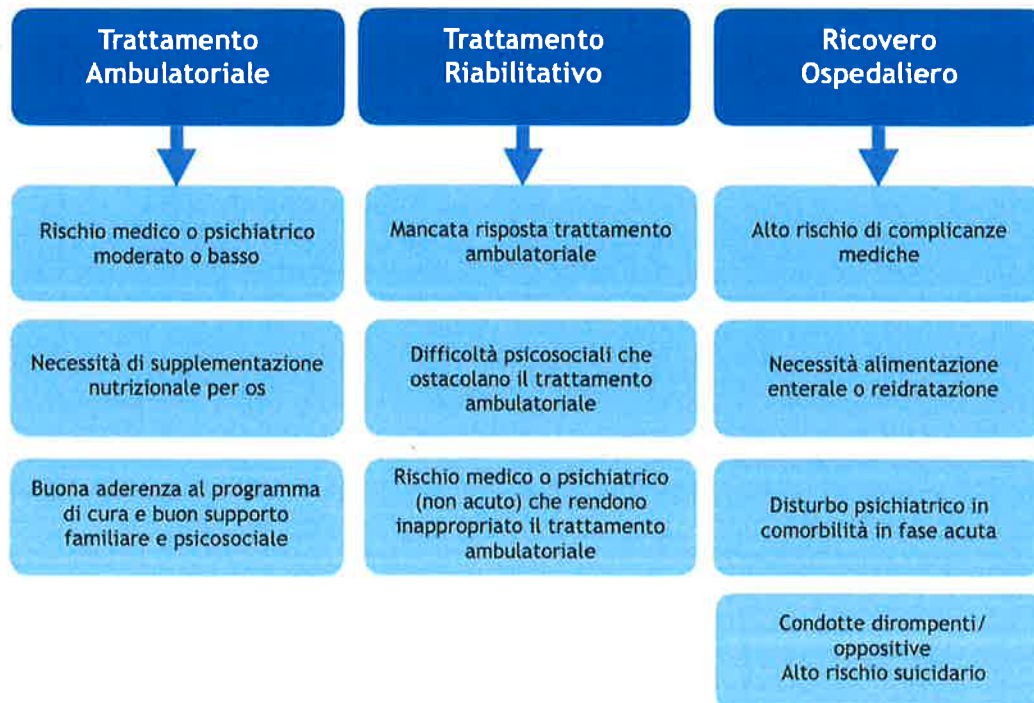 Trattamento
Ambulatoriale
Trattamento
Riabilitativo
Ricovero
Ospedaliero
Rischio medico o psichiatrico
moderato o basso
Mancata risposta trattamento
ambulatoriale
Alto rischio di complicanze
mediche
Necessità di supplementazione
nutrizionale per os
Difficoltà psicosociali che
ostacolano il trattamento
ambulatoriale
Necessità alimentazione
enterale o reidratazione
Buona aderenza al programma
di cura e buon supporto
familiare e psicosociale
Rischio medico o psichiatrico
(non acuto) che rendono
inappropriato il trattamento
ambulatoriale
Disturbo psichiatrico in
comorbilità in fase acuta
Condotte dirompenti/
oppositive
Alto rischio suicidario